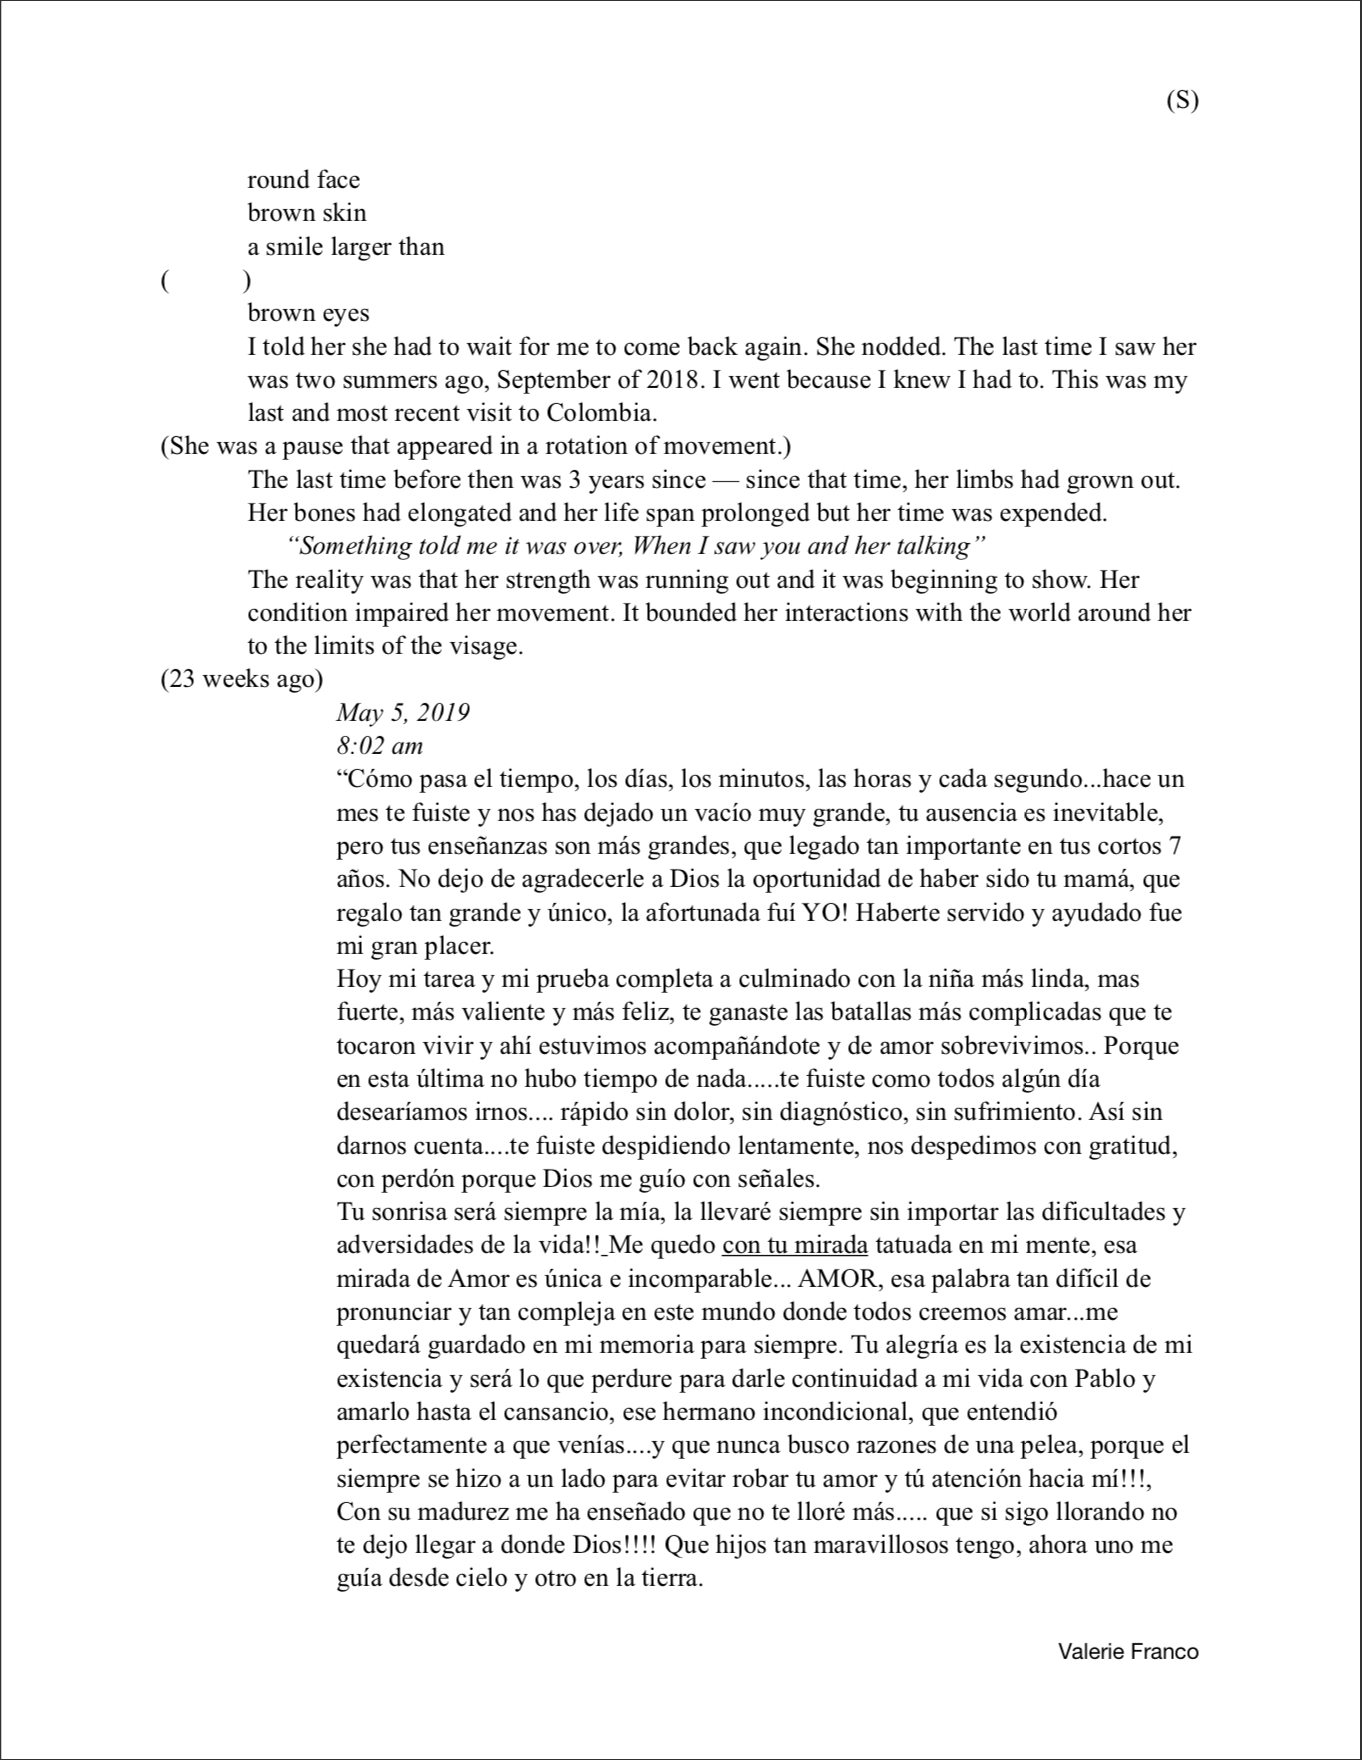 (S)
round face
brown skin
a smile larger than
( )
brown eyes
I told her she had to wait for me to come back again. She nodded. The last time I saw her
was two summers ago, September of 2018. I went because I knew I had to. This was my
last and most recent visit to Colombia.
(She was a pause that appeared in a rotation of movement.)
The last time before then was 3 years since — since that time, her limbs had grown out.
Her bones had elongated and her life span prolonged but her time was expended.
“Something told me it was over, When I saw you and her talking”
The reality was that her strength was running out and it was beginning to show. Her
condition impaired her movement. It bounded her interactions with the world around her
to the limits of the visage.
(23 weeks ago)
May 5, 2019
8:02 am
“Cómo pasa el tiempo, los días, los minutos, las horas y cada segundo...hace un
mes te fuiste y nos has dejado un vacío muy grande, tu ausencia es inevitable,
pero tus enseñanzas son más grandes, que legado tan importante en tus cortos 7
años. No dejo de agradecerle a Dios la oportunidad de haber sido tu mamá, que
regalo tan grande y único, la afortunada fuí YO! Haberte servido y ayudado fue
mi gran placer.
Hoy mi tarea y mi prueba completa a culminado con la niña más linda, mas
fuerte, más valiente y más feliz, te ganaste las batallas más complicadas que te
tocaron vivir y ahí estuvimos acompañándote y de amor sobrevivimos.. Porque
en esta última no hubo tiempo de nada.....te fuiste como todos algún día
desearíamos irnos.... rápido sin dolor, sin diagnóstico, sin sufrimiento. Así sin
darnos cuenta....te fuiste despidiendo lentamente, nos despedimos con gratitud,
con perdón porque Dios me guío con señales.
Tu sonrisa será siempre la mía, la llevaré siempre sin importar las dificultades y
adversidades de la vida!! Me quedo con tu mirada tatuada en mi mente, esa
mirada de Amor es única e incomparable... AMOR, esa palabra tan difícil de
pronunciar y tan compleja en este mundo donde todos creemos amar...me
quedará guardado en mi memoria para siempre. Tu alegría es la existencia de mi
existencia y será lo que perdure para darle continuidad a mi vida con Pablo y
amarlo hasta el cansancio, ese hermano incondicional, que entendió
perfectamente a que venías....y que nunca busco razones de una pelea, porque el
siempre se hizo a un lado para evitar robar tu amor y tú atención hacia mí!!!,
Con su madurez me ha enseñado que no te lloré más..... que si sigo llorando no
te dejo llegar a donde Dios!!!! Que hijos tan maravillosos tengo, ahora uno me
guía desde cielo y otro en la tierra.
Valerie Franco